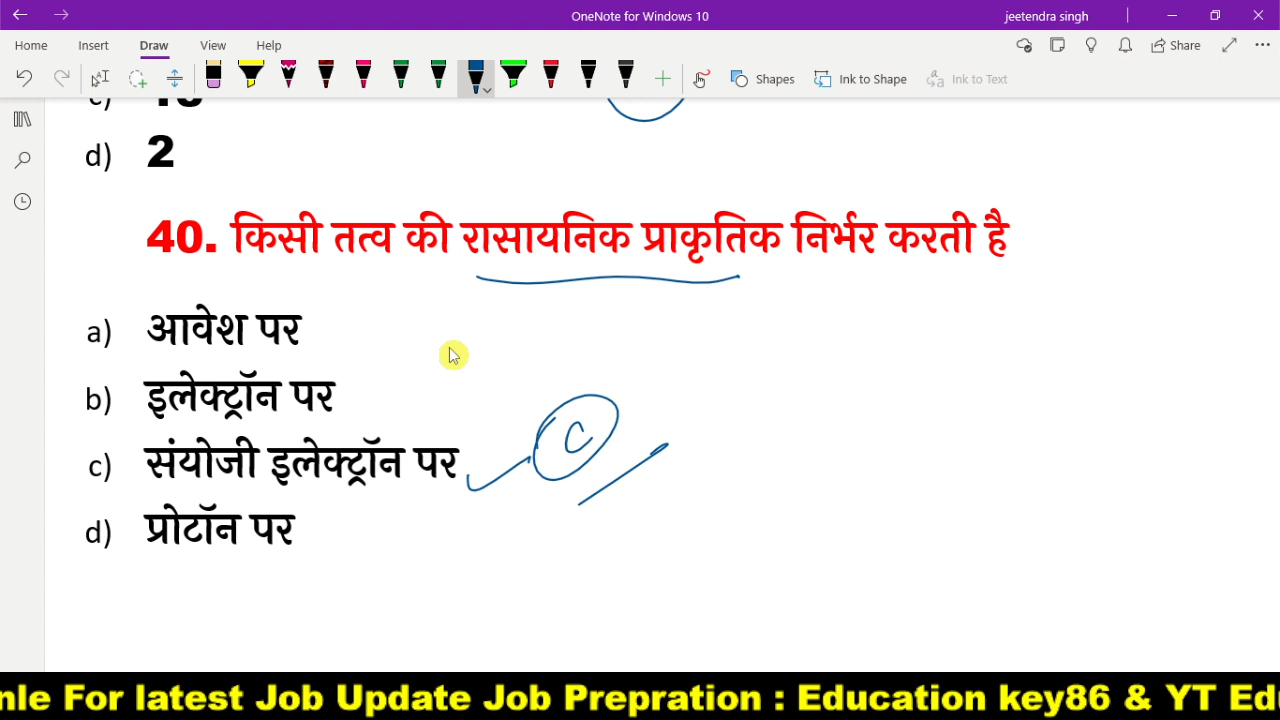 OneNote for Windows 10
jeetendra singh
Home Insert Draw View Help
Share
Shapes
Ink to Shape
Ink to Text
d) 2
40. किसी तत्व की रासायनिक प्राकृतिक निर्भर करती है
a) आवेश पर
b) इलेक्ट्रॉन पर
c) संयोजी इलेक्ट्रॉन पर
C
d) प्रोटॉन पर
For latest Job Update Job Prepration : Education key86 & YT